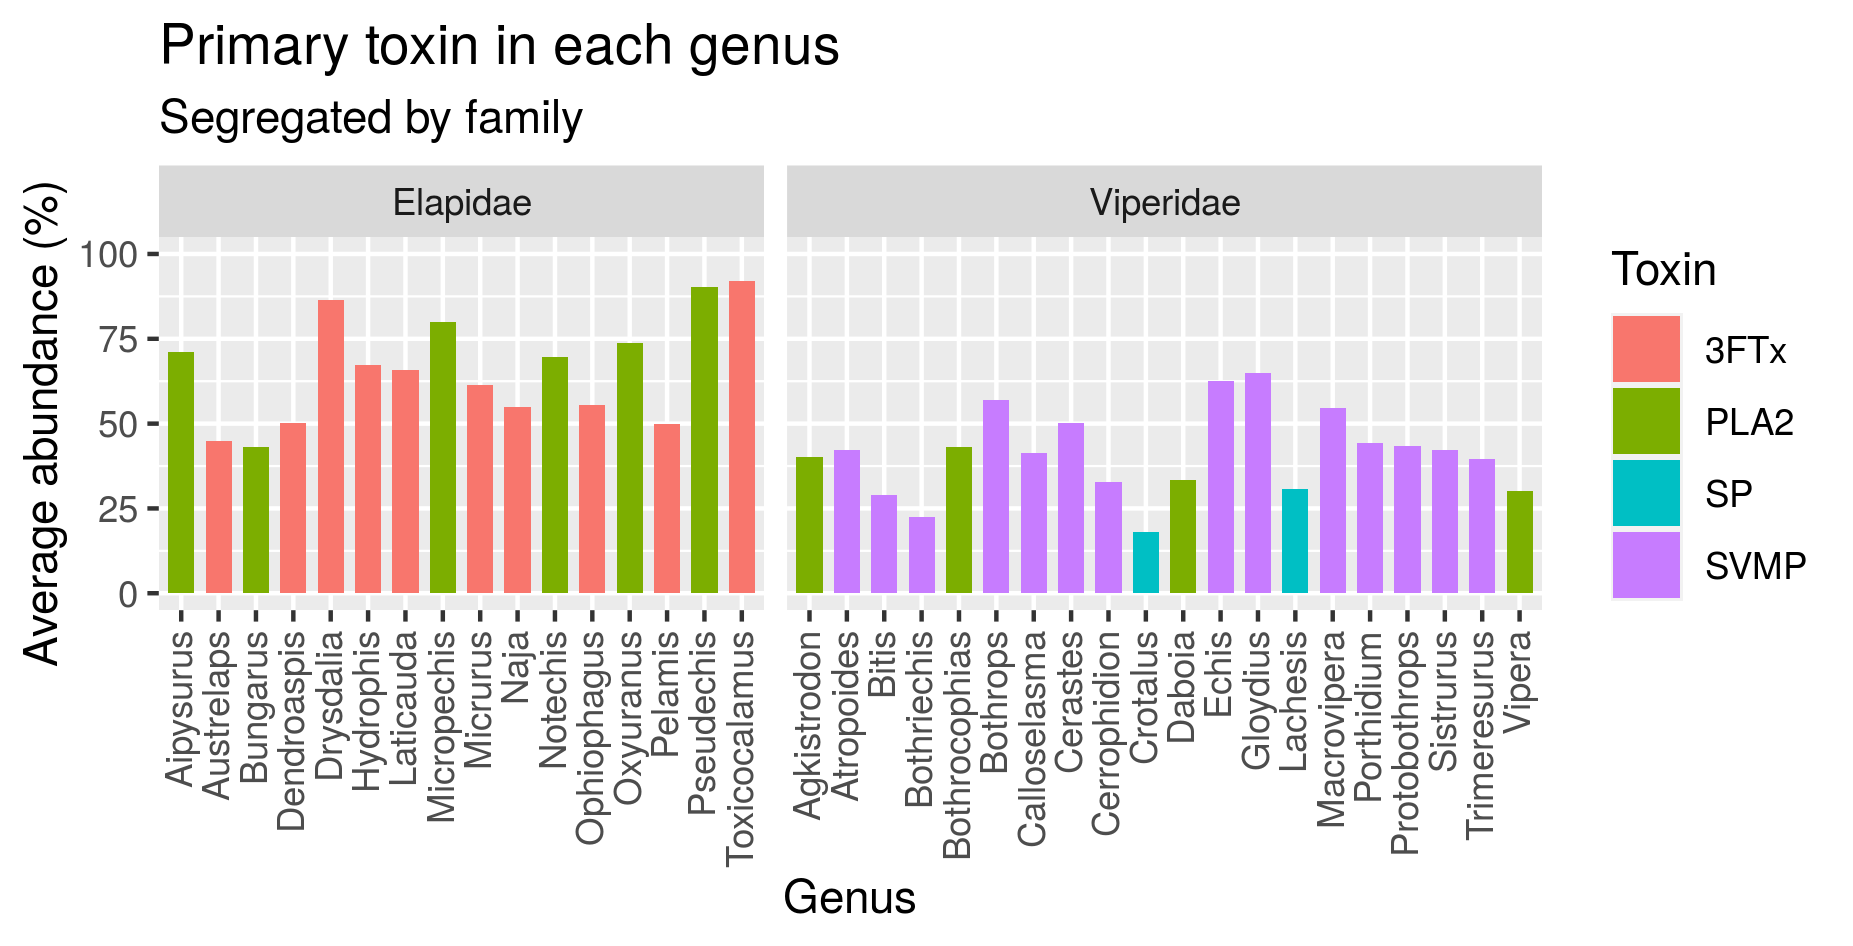 Primary toxin in each genus
Segregated by family
Elapidae
Viperidae
Average abundance (%)
100
75
50
25
0
Aipysurus
Austrelaps
Bungarus
Dendroaspis
Drysdalia
Hydrophis
Laticauda
Micropechis
Micrurus
Naja
Notechis
Ophiophagus
Oxyuranus
Pelamis
Pseudechis
Toxicocalamus
Agkistrodon
Atropoides
Bitis
Bothriechis
Bothrocophias
Bothrops
Calloselasma
Cerastes
Cerrophidion
Crotalus
Daboia
Echis
Gloydius
Lachesis
Macrovipera
Porthidium
Protobothrops
Sistrurus
Trimeresurus
Vipera
Genus
Toxin
3FTx
PLA2
SP
SVMP